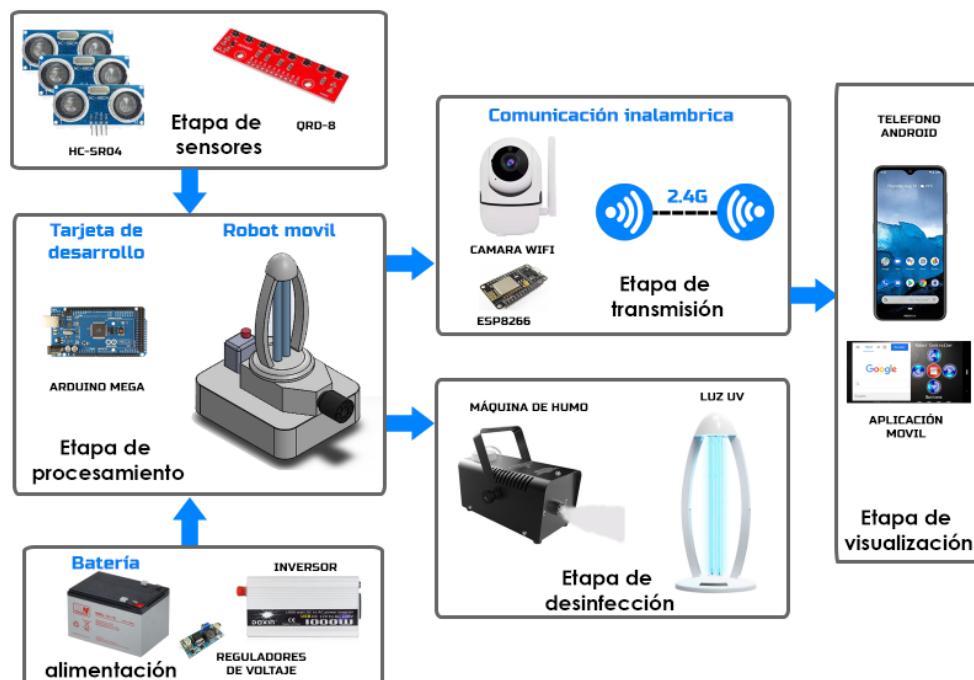 HC-SR04
Etapa de
sensores
QRD-8
Tarjeta de
desarrollo
Robot movil
ARDUINO MEGA
Etapa de
procesamiento
Batería
INVERSOR
1000W
REGULADORES
DE VOLTAJE
alimentación
Comunicación inalambrica
2.4G
CAMARA WIFI
ESP8266
Etapa de
transmisión
MÁQUINA DE HUMO
LUZ UV
Etapa de
desinfección
TELEFONO
ANDROID
Google
APLICACIÓN
MOVIL
Etapa de
visualización